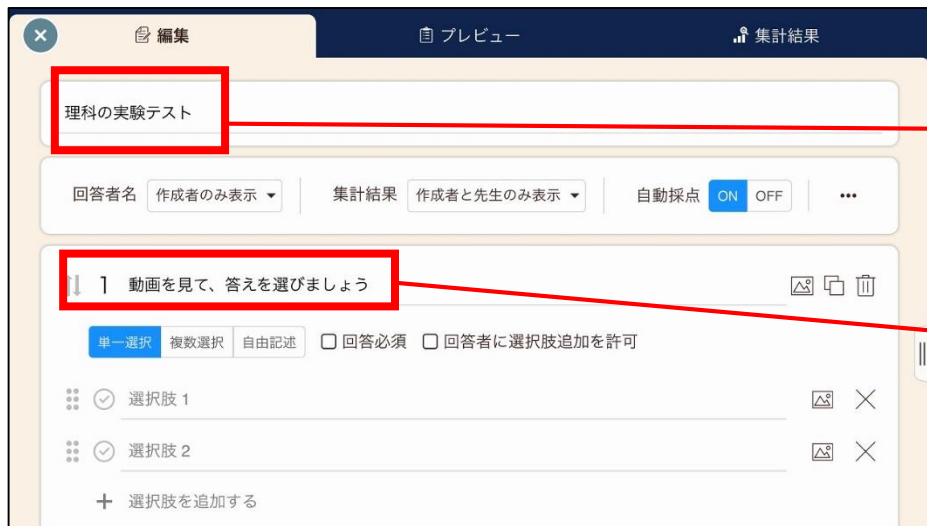 編集 プレビュー 集計結果
理科の実験テスト
回答者名 作成者のみ表示 集計結果 作成者と先生のみ表示 自動採点 ON OFF
1 動画を見て、答えを選びましょう
単一選択 複数選択 自由記述 回答必須 回答者に選択肢追加を許可
選択肢 1
選択肢 2
選択肢を追加する